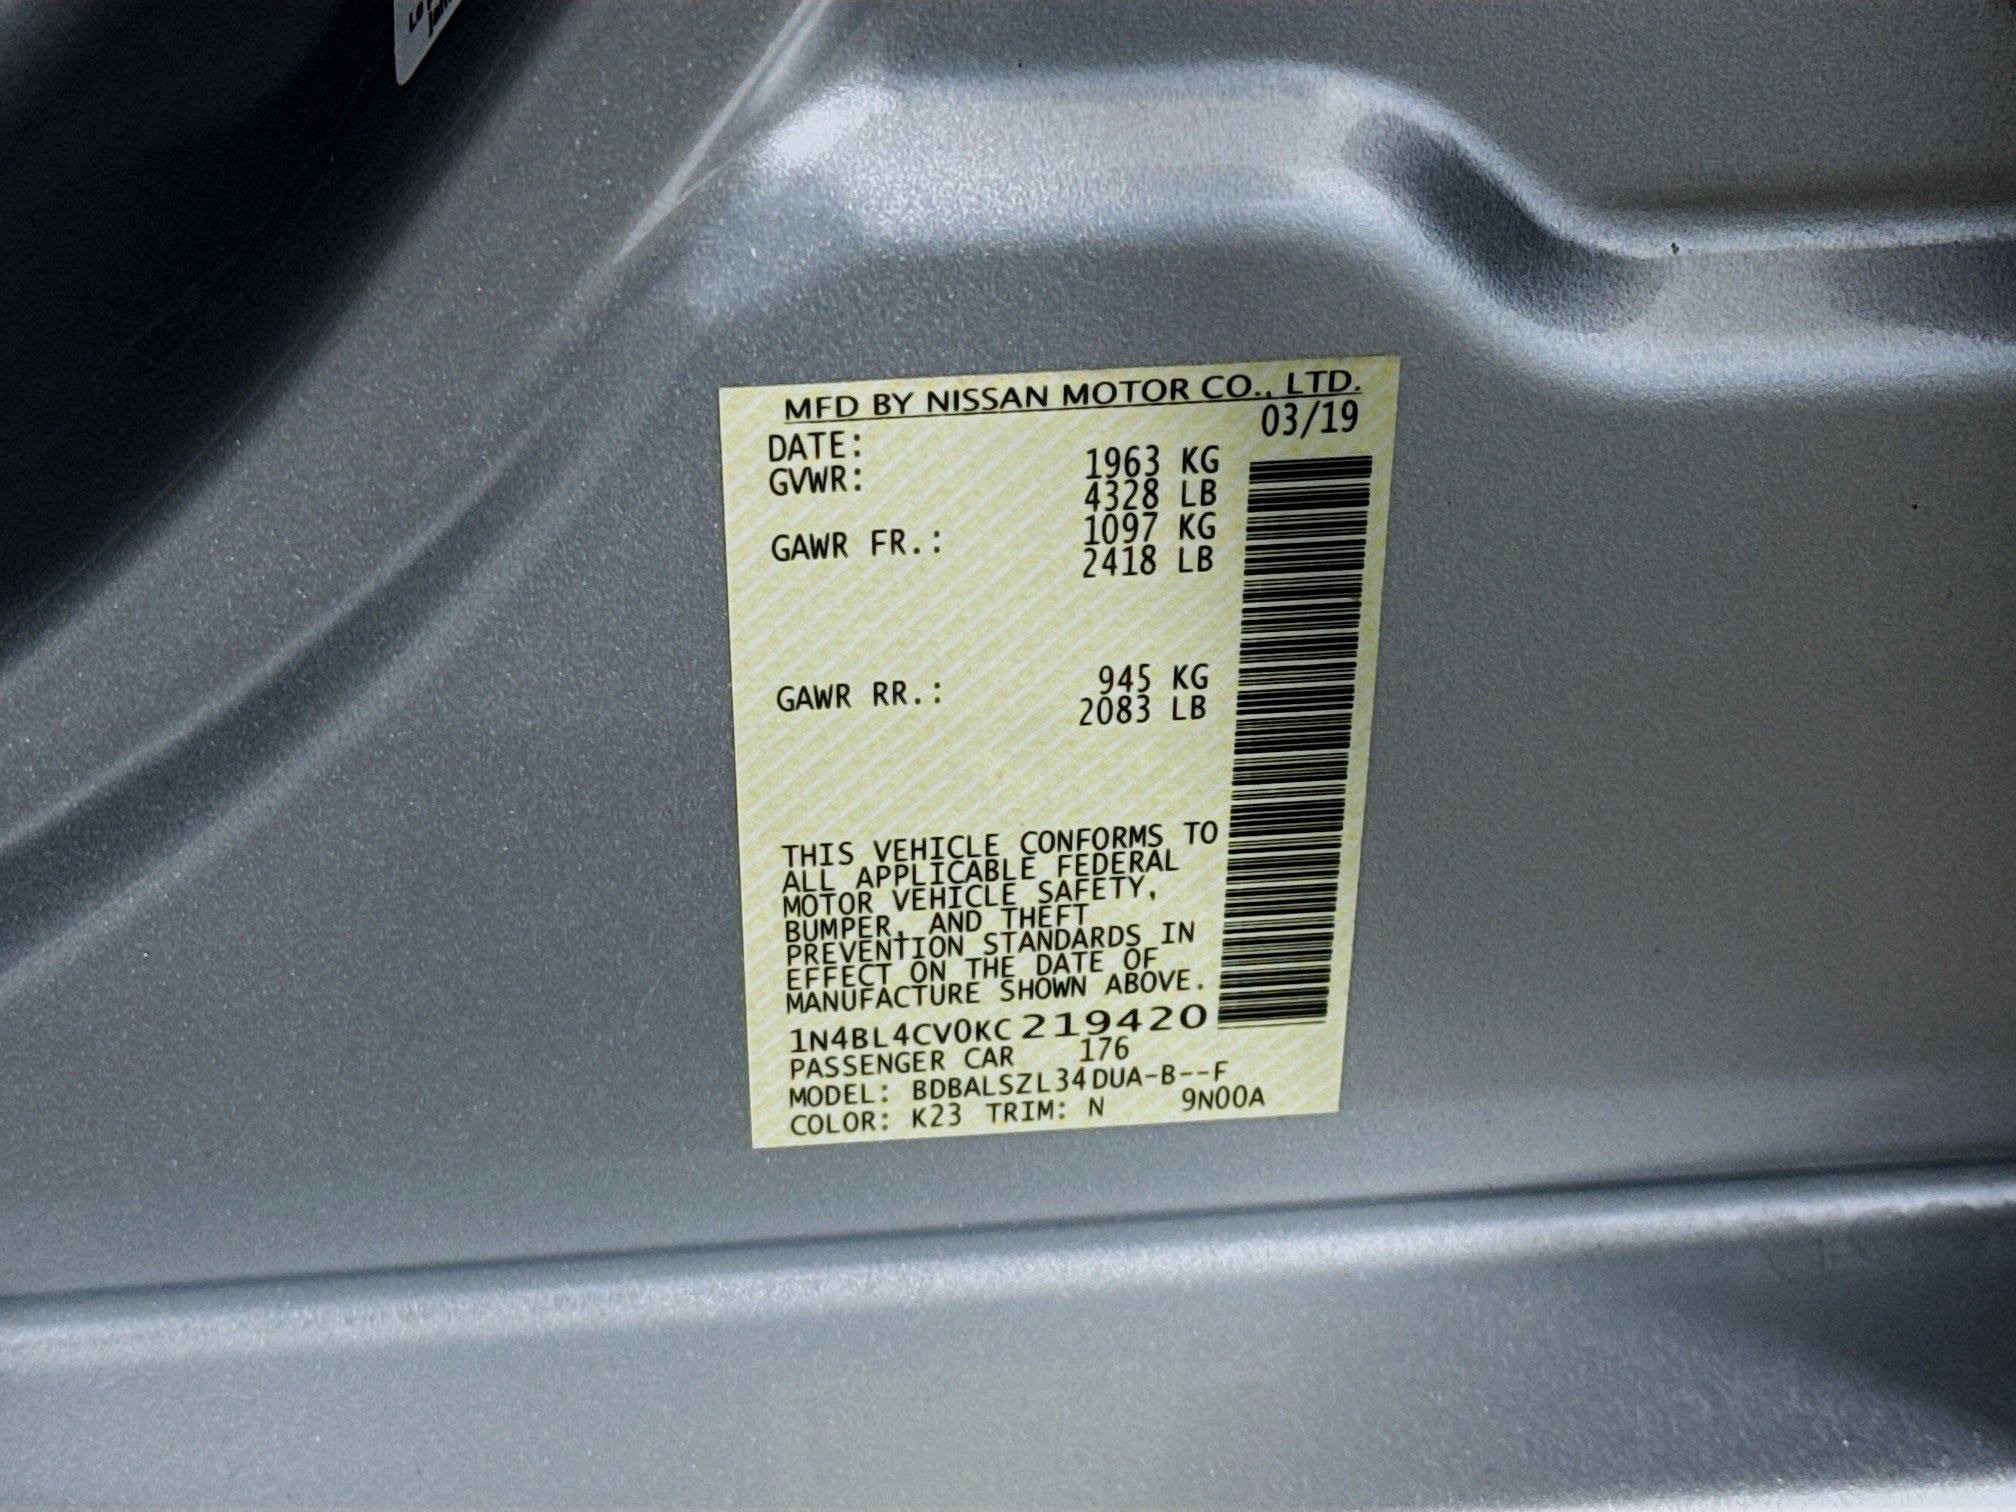 MFD BY NISSAN MOTOR CO., LTD.
DATE: 03/19
GVWR: 1963 KG
4328 LB
GAWR FR.: 1097 KG
2418 LB
GAWR RR.: 945 KG
2083 LB
THIS VEHICLE CONFORMS TO
ALL APPLICABLE FEDERAL
MOTOR VEHICLE SAFETY,
BUMPER, AND THEFT
PREVENTION STANDARDS IN
EFFECT ON THE DATE OF
MANUFACTURE SHOWN ABOVE.
1N4BL4CV0KC219420
PASSENGER CAR 176
MODEL: BDBALSZL34DUA-B--F
COLOR: K23 TRIM: N 9N00A